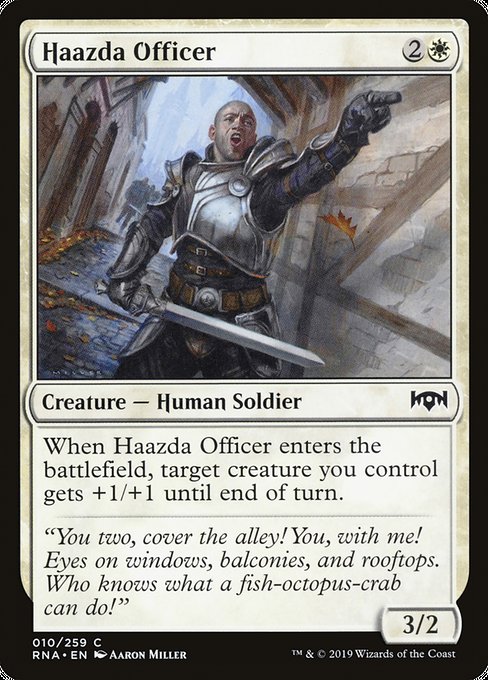 Haazda Officer 2
MILLER
Creature — Human Soldier
When Haazda Officer enters the
battlefield, target creature you control
gets +1/+1 until end of turn.
“You two, cover the alley! You, with me!
Eyes on windows, balconies, and rooftops.
Who knows what a fish-octopus-crab
can do!”
3/2
010/259 C
RNA • EN Aaron Miller
™ & © 2019 Wizards of the Coast